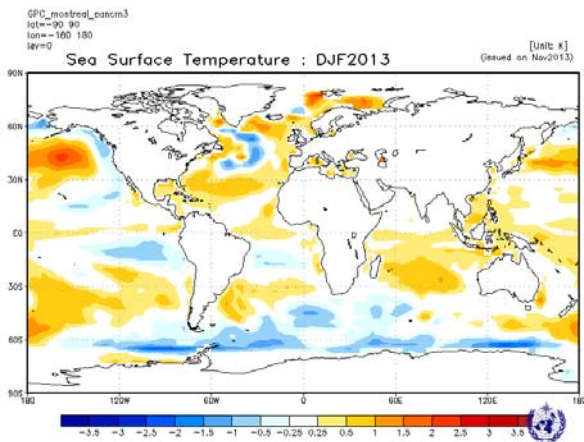 GPC_montreal_cancm3
lat=-90 90
lon=-180 180
lev=0
[Unit: K]
Sea Surface Temperature : DJF2013
(issued on Nov2013)
90N
60N
30N
EQ
30S
60S
90S
180 120W 60W 0 60E 120E 180
-3.5 -3 -2.5 -2 -1.5 -1 -0.5 -0.25 0.25 0.5 1 1.5 2 2.5 3 3.5